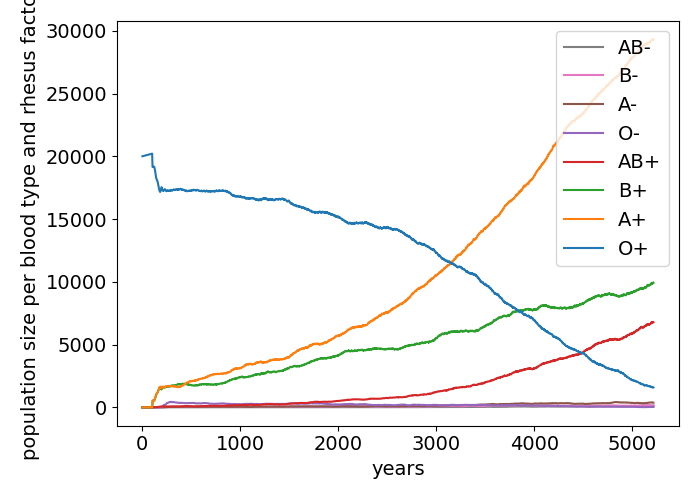 30000
25000
20000
15000
10000
5000
0
population size per blood type and rhesus facto
0
1000
2000
3000
4000
5000
years
AB-
B-
A-
O-
AB+
B+
A+
O+